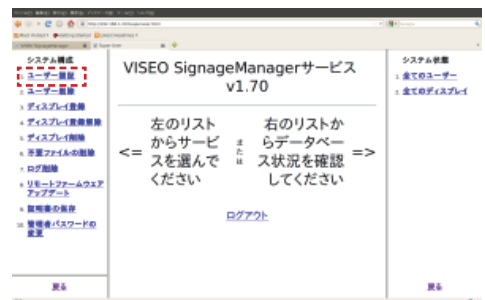 システム構成
1. ユーザー認証
2. ユーザー削除
3. ディスプレイ登録
4. ディスプレイ登録解除
5. ディスプレイ削除
6. 不要ファイルの削除
7. ログ削除
8. リモートファームウェア
アップデート
9. 証明書の保存
10. 管理者パスワードの
変更
戻る
VISEO SignageManagerサービス
v1.70
<=
左のリスト
からサービ
スを選んで
ください
または
右のリストか
らデータベー
ス状況を確認
してください
=>
ログアウト
システム状態
1. 全てのユーザー
2. 全てのディスプレイ
戻る